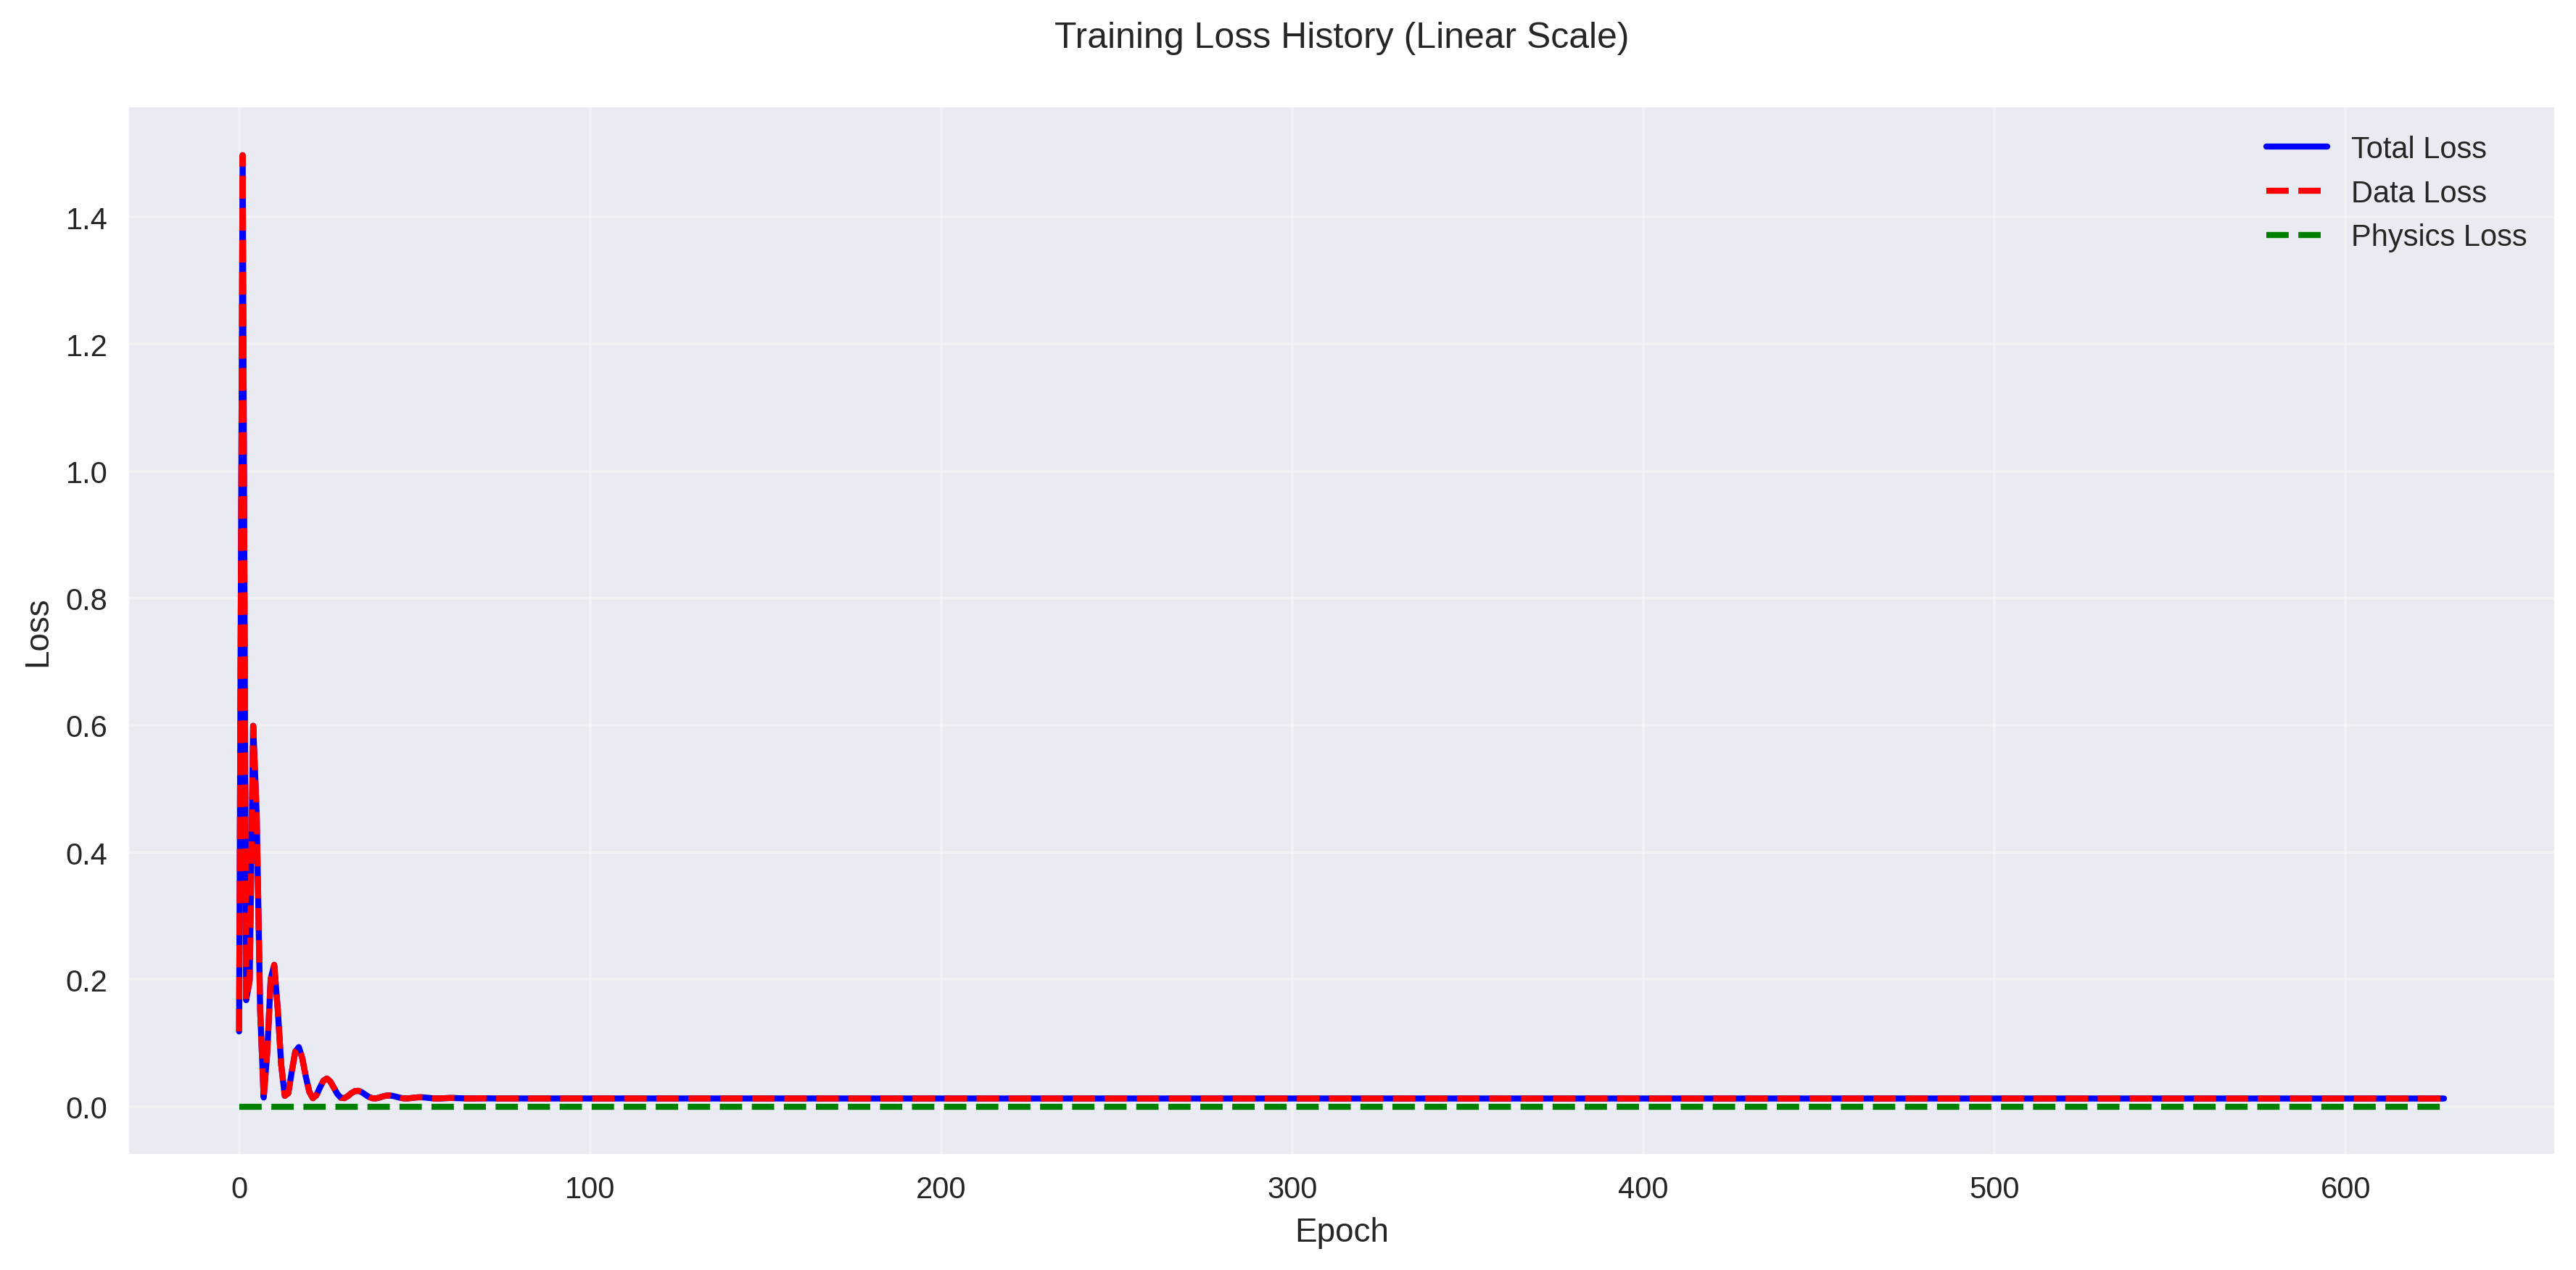 Training Loss History (Linear Scale)
Total Loss
Data Loss
Physics Loss
1.4
1.2
1.0
0.8
0.6
0.4
0.2
0.0
Loss
0 100 200 300 400 500 600
Epoch